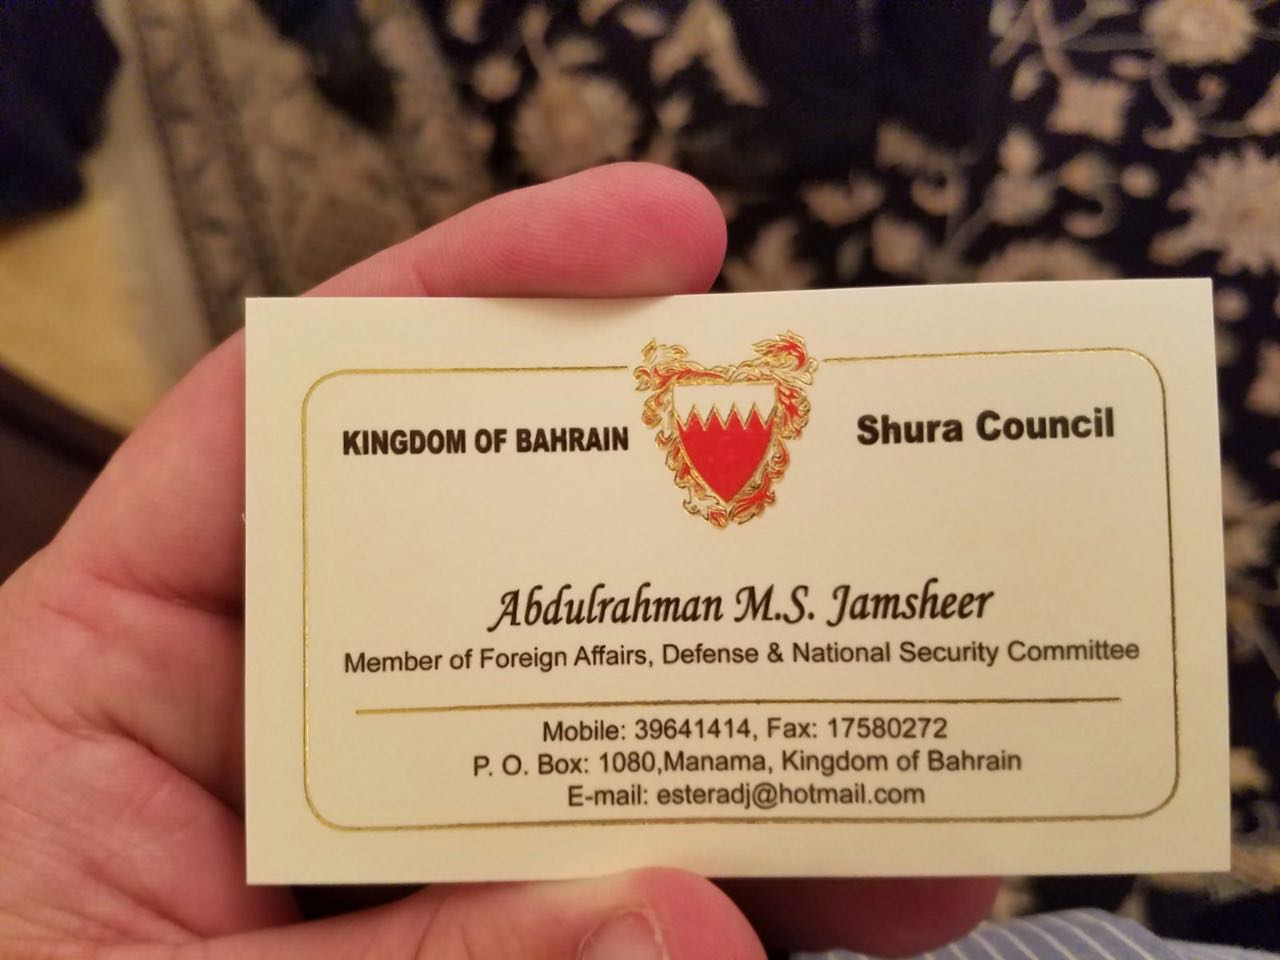 KINGDOM OF BAHRAIN
Shura Council
Abdulrahman M.S. Jamsheer
Member of Foreign Affairs, Defense & National Security Committee
Mobile: 39641414, Fax: 17580272
P. O. Box: 1080,Manama, Kingdom of Bahrain
E-mail: esteradj@hotmail.com